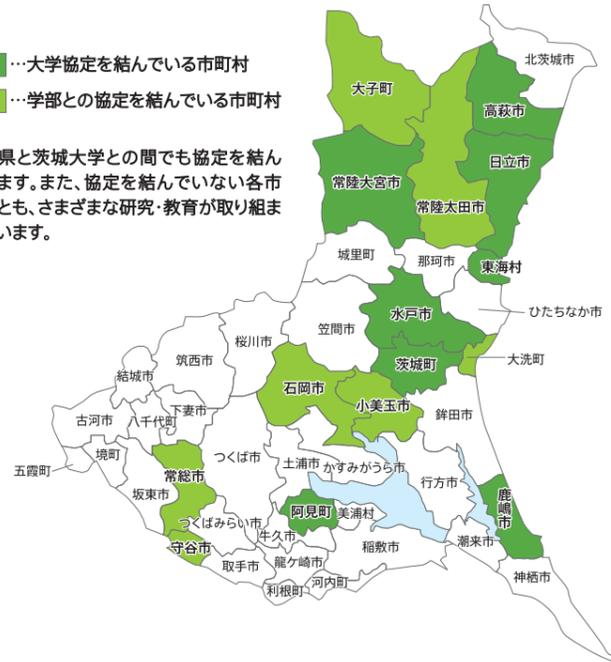 …大学協定を結んでいる市町村
…学部との協定を結んでいる市町村
県と茨城大学との間でも協定を結ん
ます。また、協定を結んでいない各市
とも、さまざまな研究・教育が取り組ま
います。
北茨城市
大子町
高萩市
日立市
常陸大宮市
常陸太田市
城里町
那珂市
東海村
水戸市
ひたちなか市
笠間市
桜川市
筑西市
茨城町
大洗町
結城市
石岡市
小美玉市
鉾田市
古河市
八千代町
下妻市
つくば市
土浦市
かすみがうら市
五霞町
境町
常総市
坂東市
行方市
鹿嶋市
阿見町
美浦村
つくばみらい市
牛久市
守谷市
稲敷市
潮来市
取手市
龍ケ崎市
神栖市
利根町
河内町